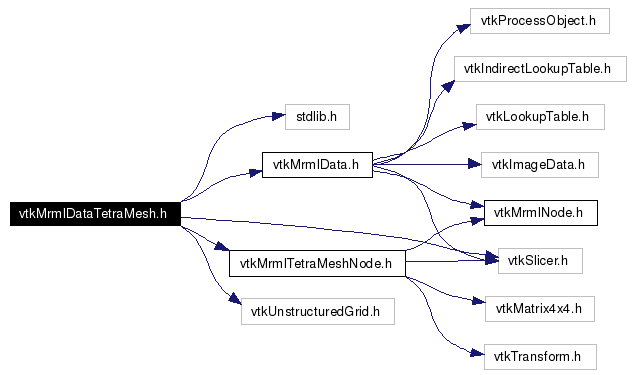 vtkProcessObject.h
vtkIndirectLookupTable.h
stdlib.h
vtkLookupTable.h
vtkMrmlData.h
vtkImageData.h
vtkMrmlDataTetraMesh.h
vtkMrmlNode.h
vtkMrmlTetraMeshNode.h
vtkSlicer.h
vtkUnstructuredGrid.h
vtkMatrix4x4.h
vtkTransform.h